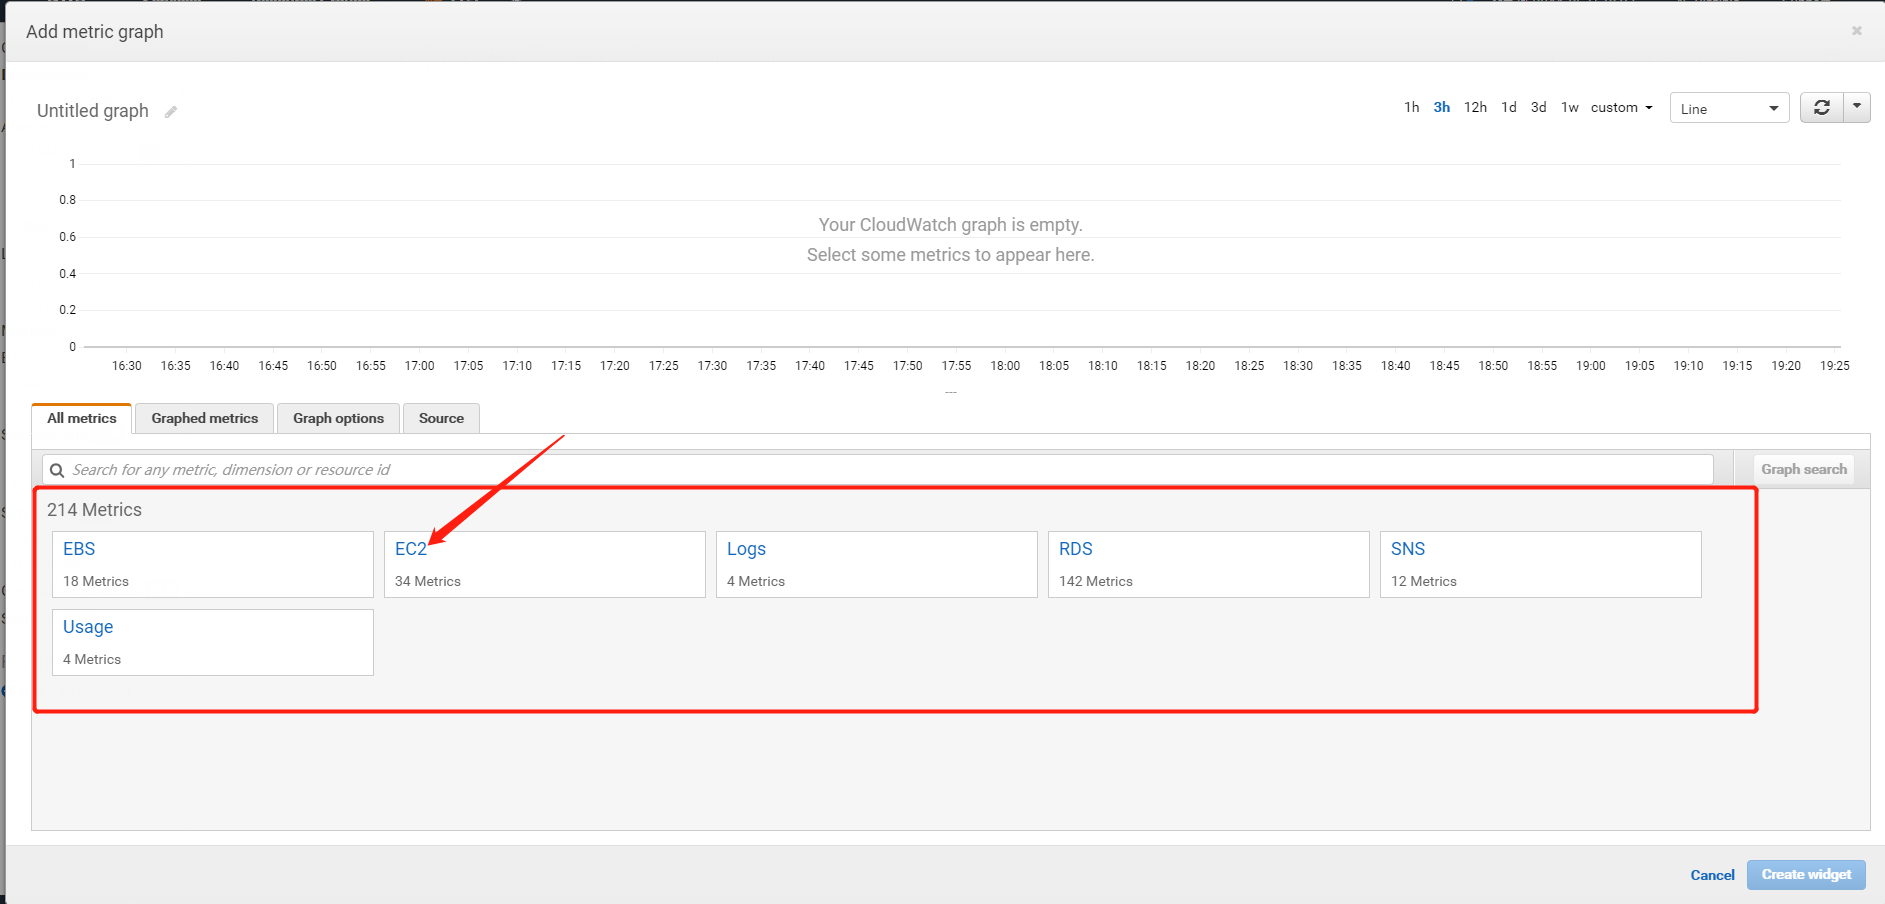 Add metric graph
Untitled graph
1h 3h 12h 1d 3d 1w custom Line
1
0.8
0.6
0.4
0.2
0
Your CloudWatch graph is empty.
Select some metrics to appear here.
16:30 16:35 16:40 16:45 16:50 16:55 17:00 17:05 17:10 17:15 17:20 17:25 17:30 17:35 17:40 17:45 17:50 17:55 18:00 18:05 18:10 18:15 18:20 18:25 18:30 18:35 18:40 18:45 18:50 18:55 19:00 19:05 19:10 19:15 19:20 19:25
---
All metrics Graphed metrics Graph options Source
Search for any metric, dimension or resource id Graph search
214 Metrics
EBS
18 Metrics
EC2
34 Metrics
Logs
4 Metrics
RDS
142 Metrics
SNS
12 Metrics
Usage
4 Metrics
Cancel Create widget